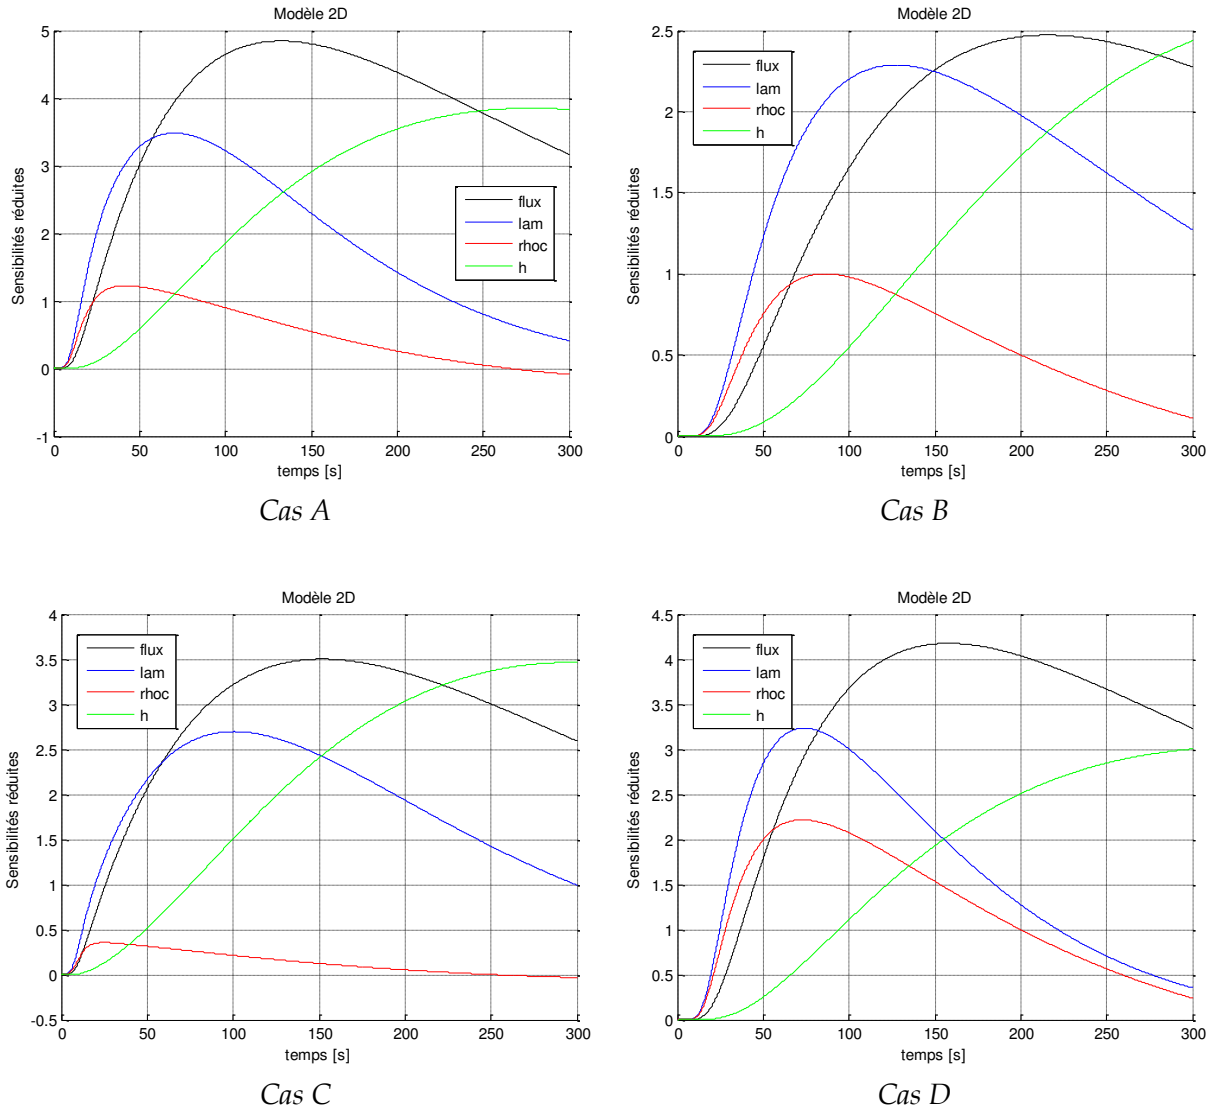 Modèle 2D
Sensibilités réduites
5
4
3
2
1
0
-1
flux
lam
rhoc
h
0 50 100 150 200 250 300
temps [s]
Cas A
Modèle 2D
Sensibilités réduites
2.5
2
1.5
1
0.5
0
flux
lam
rhoc
h
0 50 100 150 200 250 300
temps [s]
Cas B
Modèle 2D
Sensibilités réduites
4
3.5
3
2.5
2
1.5
1
0.5
0
-0.5
flux
lam
rhoc
h
0 50 100 150 200 250 300
temps [s]
Cas C
Modèle 2D
Sensibilités réduites
4.5
4
3.5
3
2.5
2
1.5
1
0.5
0
flux
lam
rhoc
h
0 50 100 150 200 250 300
temps [s]
Cas D